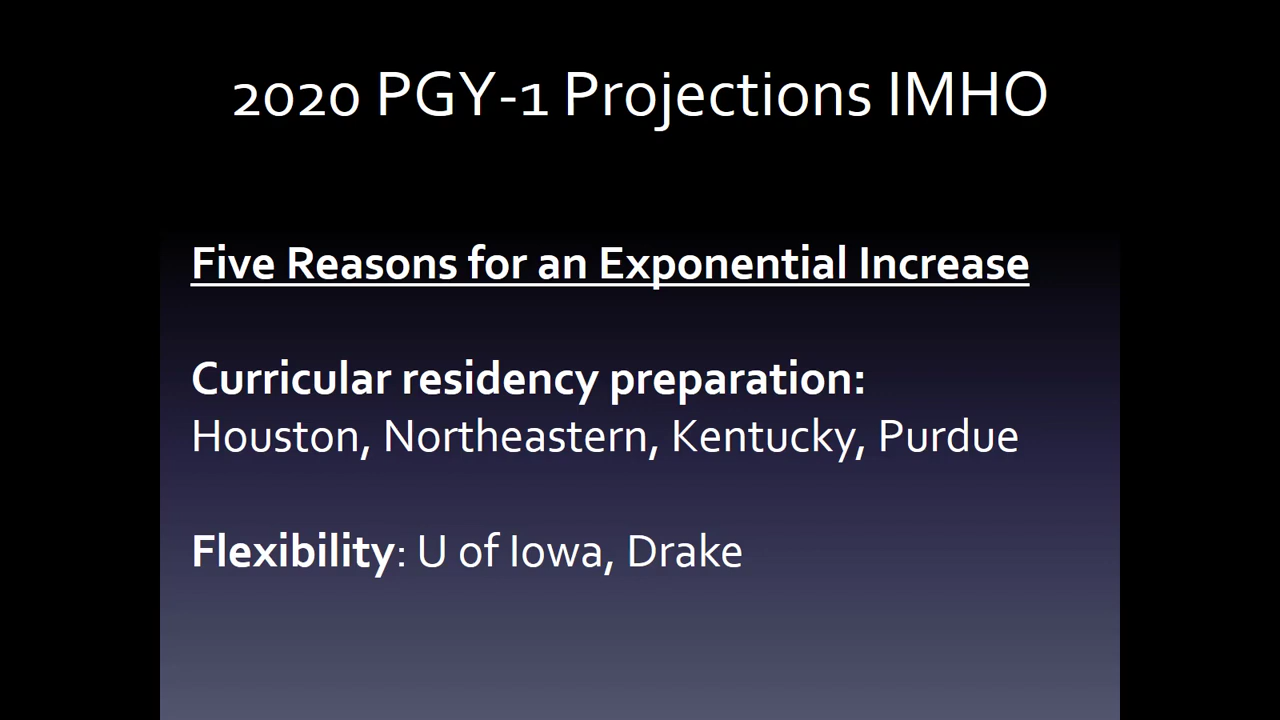 2020 PGY-1 Projections IMHO
Five Reasons for an Exponential Increase
Curricular residency preparation:
Houston, Northeastern, Kentucky, Purdue
Flexibility: U of Iowa, Drake